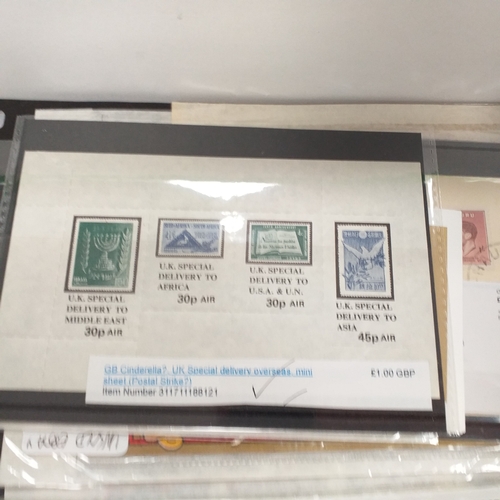 U.K. SPECIAL
DELIVERY TO
MIDDLE EAST
30p AIR
U.K. SPECIAL
DELIVERY TO
AFRICA
30p AIR
U.K. SPECIAL
DELIVERY TO
U.S.A. & U.N.
30p AIR
U.K. SPECIAL
DELIVERY TO
ASIA
45p AIR
GB Cinderella?. UK Special delivery overseas. mini
sheet (Postal Strike?)
Item Number 311711188121
£1.00 GBP